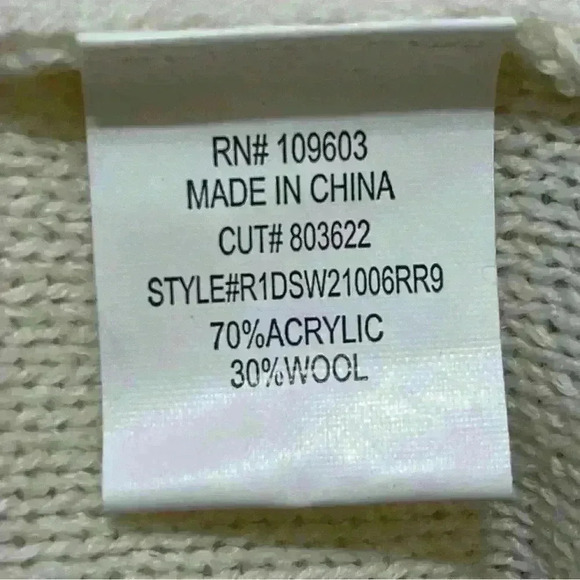 RN# 109603
MADE IN CHINA
CUT# 803622
STYLE#R1DSW21006RR9
70%ACRYLIC
30%WOOL